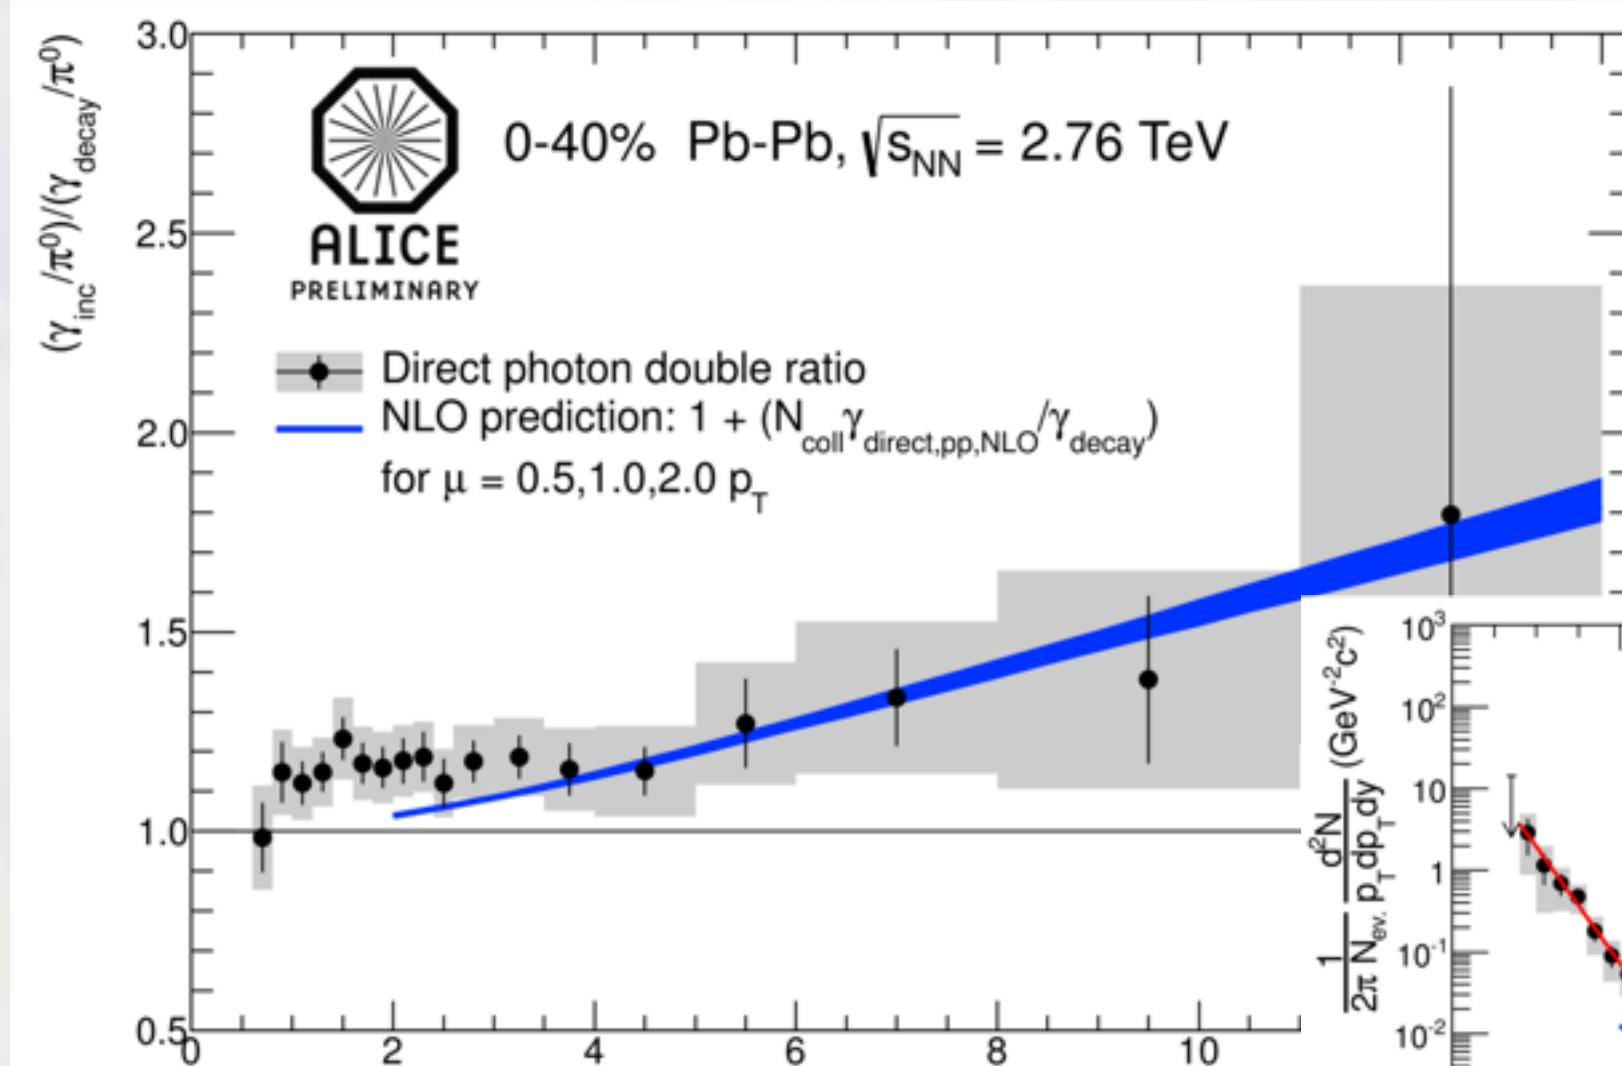 (γinc/π⁰)/(γdecay/π⁰)
3.0
2.5
2.0
1.5
1.0
0.5
0 2 4 6 8 10
ALICE
PRELIMINARY
0-40% Pb-Pb, √sNN = 2.76 TeV
Direct photon double ratio
NLO prediction: 1 + (Ncoll γdirect,pp,NLO/γdecay)
for μ = 0.5,1.0,2.0 pT
1/(2π Nev.) d²N/(pTdpTdy) (GeV⁻²c²)
10³
10²
10
1
10⁻¹
10⁻²